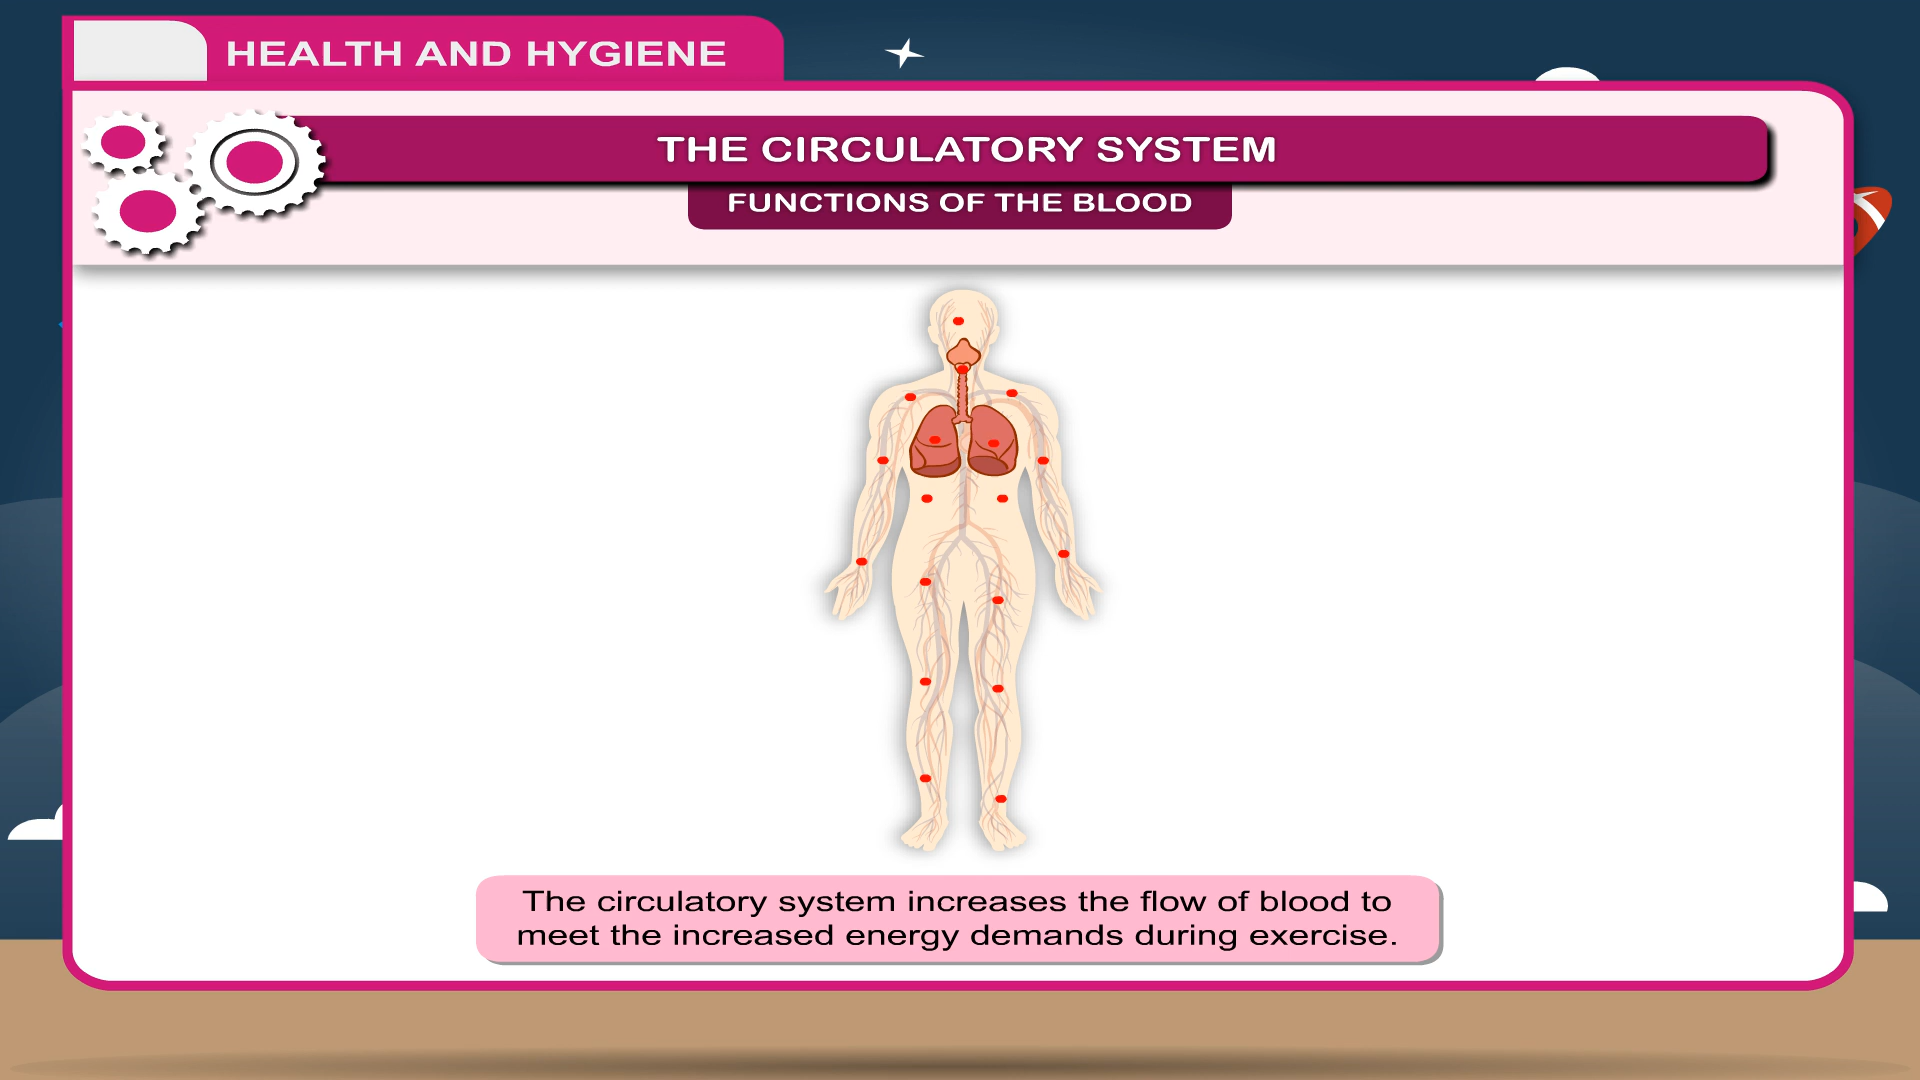 HEALTH AND HYGIENE
THE CIRCULATORY SYSTEM
FUNCTIONS OF THE BLOOD
The circulatory system increases the flow of blood to
meet the increased energy demands during exercise.